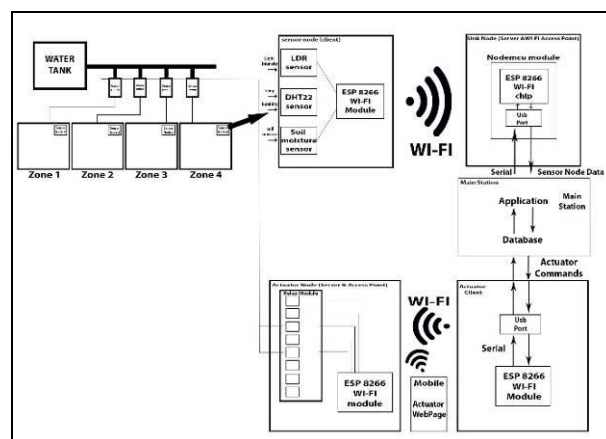 WATER
TANK
Zone 1
Zone 2
Zone 3
Zone 4
sensor node (client)
LDR
sensor
DHT22
sensor
Soil
moisture
sensor
ESP 8266
WI-FI
Module
WI-FI
Sink Node (Server &WI-FI Access Point)
Nodemcu module
ESP 8266
WI-FI
chip
Usb
Port
Serial
Sensor Node Data
Main Station
Application
Main
Station
Database
Actuator
Commands
Actuator
Client
Usb
Port
Serial
ESP 8266
WI-FI
Module
WI-FI
Mobile
Actuator
WebPage
Actuator Node (Server & Access Point)
Relay Module
ESP 8266
WI-FI
module